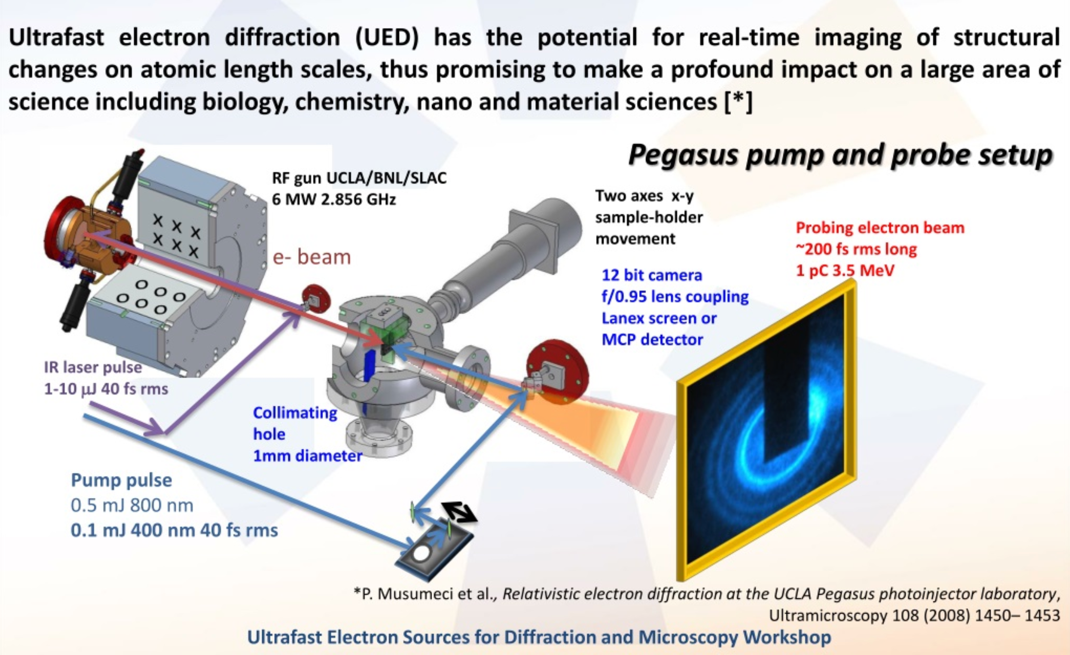 Ultrafast electron diffraction (UED) has the potential for real-time imaging of structural
changes on atomic length scales, thus promising to make a profound impact on a large area of
science including biology, chemistry, nano and material sciences [*]
Pegasus pump and probe setup
RF gun UCLA/BNL/SLAC
6 MW 2.856 GHz
x x x
x x x
O O O
O O O
e- beam
Two axes x-y
sample-holder
movement
12 bit camera
f/0.95 lens coupling
Lanex screen or
MCP detector
Probing electron beam
~200 fs rms long
1 pC 3.5 MeV
IR laser pulse
1-10 μJ 40 fs rms
Collimating
hole
1mm diameter
Pump pulse
0.5 mJ 800 nm
0.1 mJ 400 nm 40 fs rms
*P. Musumeci et al., Relativistic electron diffraction at the UCLA Pegasus photoinjector laboratory,
Ultramicroscopy 108 (2008) 1450– 1453
Ultrafast Electron Sources for Diffraction and Microscopy Workshop